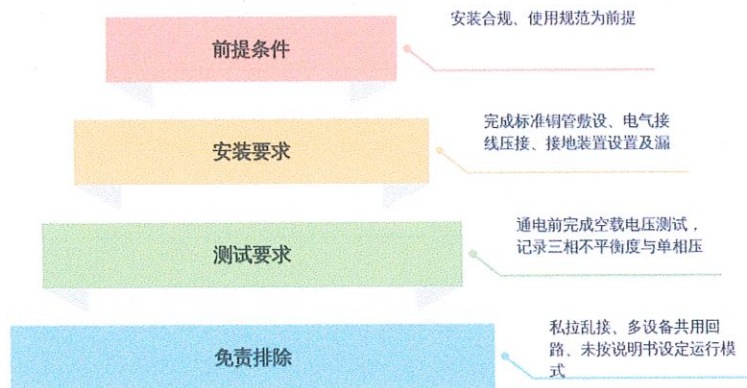 前提条件
安装合规、使用规范为前提
安装要求
完成标准铜管敷设、电气接
线压接、接地装置设置及漏
测试要求
通电前完成空载电压测试，
记录三相不平衡度与单相压
免责排除
私拉乱接、多设备共用回
路、未按说明书设定运行模
式